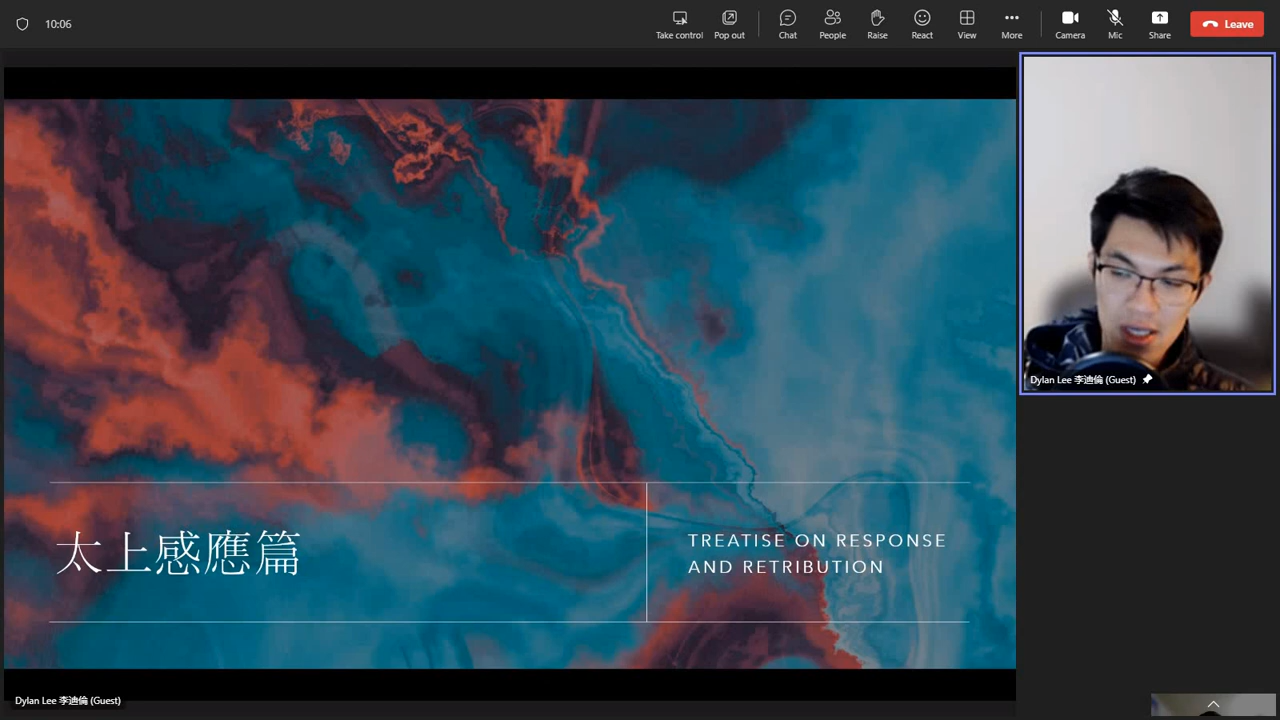 10:06
Take control
Pop out
Chat
People
Raise
React
View
More
Camera
Mic
Share
Leave
太上感應篇
TREATISE ON RESPONSE
AND RETRIBUTION
Dylan Lee 李迪倫 (Guest)
Dylan Lee 李迪倫 (Guest)